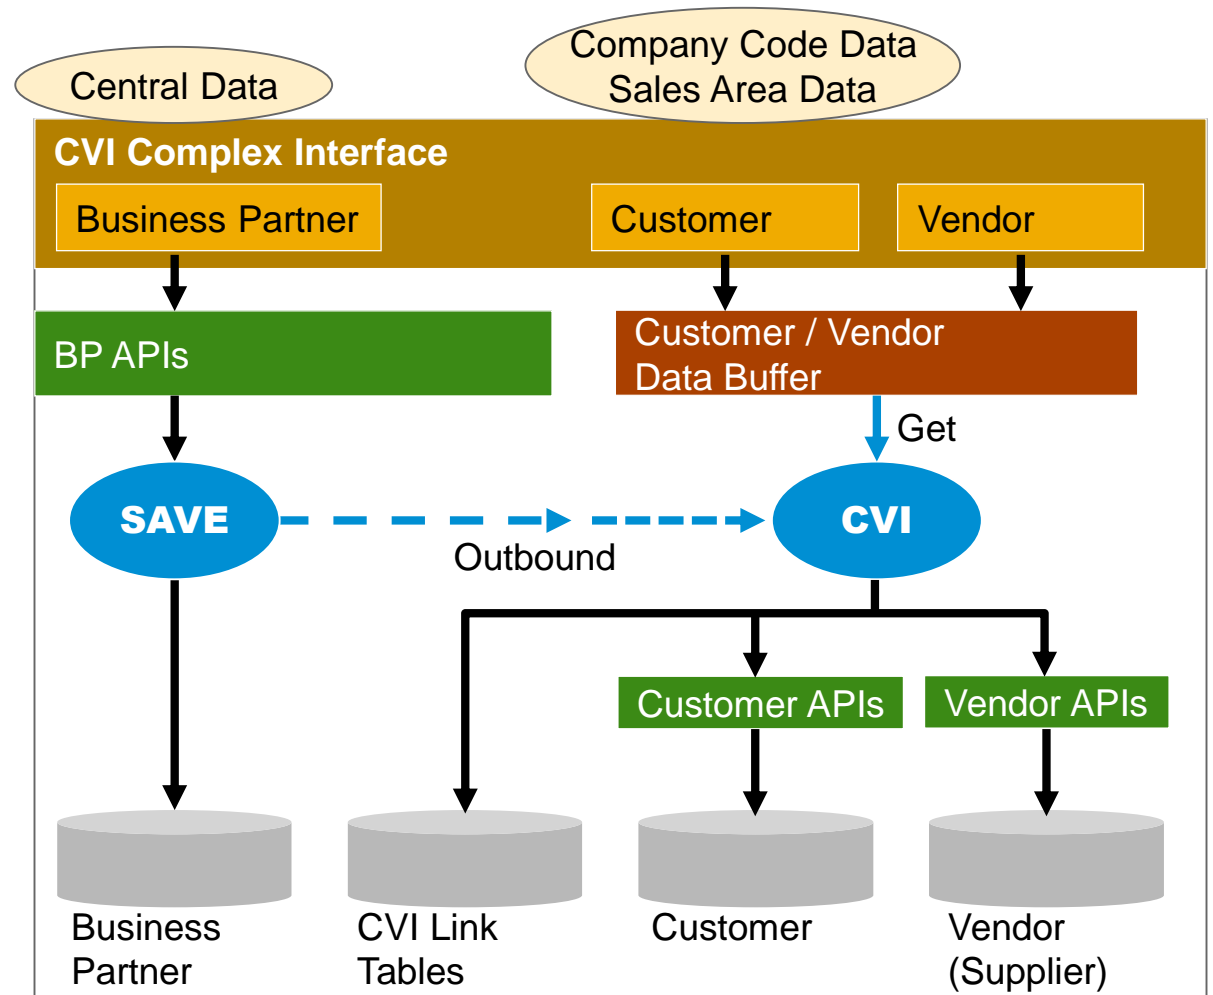 Central Data
Company Code Data
Sales Area Data
CVI Complex Interface
Business Partner
Customer
Vendor
BP APIs
Customer / Vendor
Data Buffer
Get
SAVE
CVI
Outbound
Customer APIs
Vendor APIs
Business
Partner
CVI Link
Tables
Customer
Vendor
(Supplier)